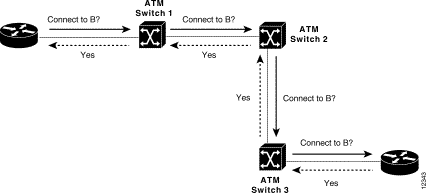 ATM
Switch 1
Connect to B?
Connect to B?
ATM
Switch 2
Yes
Yes
Yes
Connect to B?
Connect to B?
ATM
Switch 3
Yes
12343